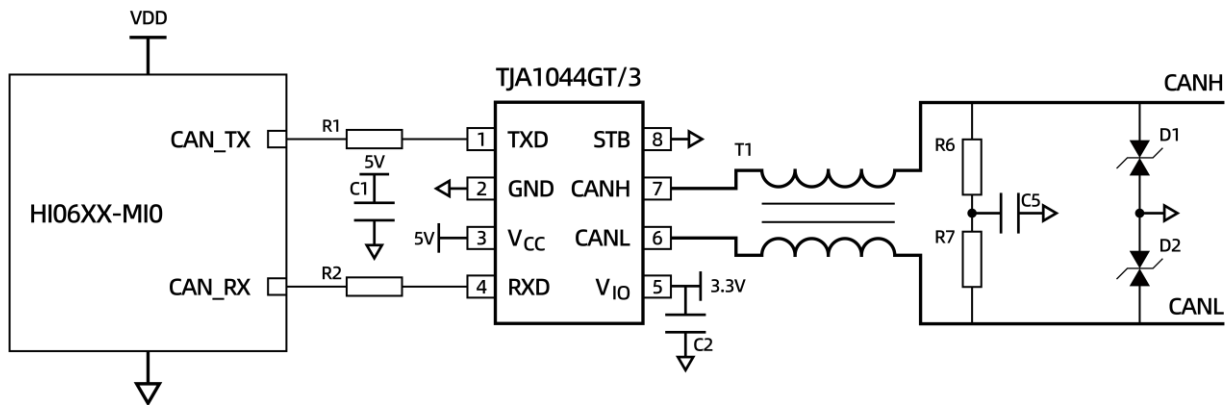 VDD
TJA1044GT/3
CANH
CAN_TX
R1
1
TXD
STB
8
T1
R6
D1
5V
C1
2
GND
CANH
7
HI06XX-MI0
C5
5V
3
VCC
CANL
6
R7
D2
CAN_RX
R2
4
RXD
VIO
5
3.3V
CANL
C2